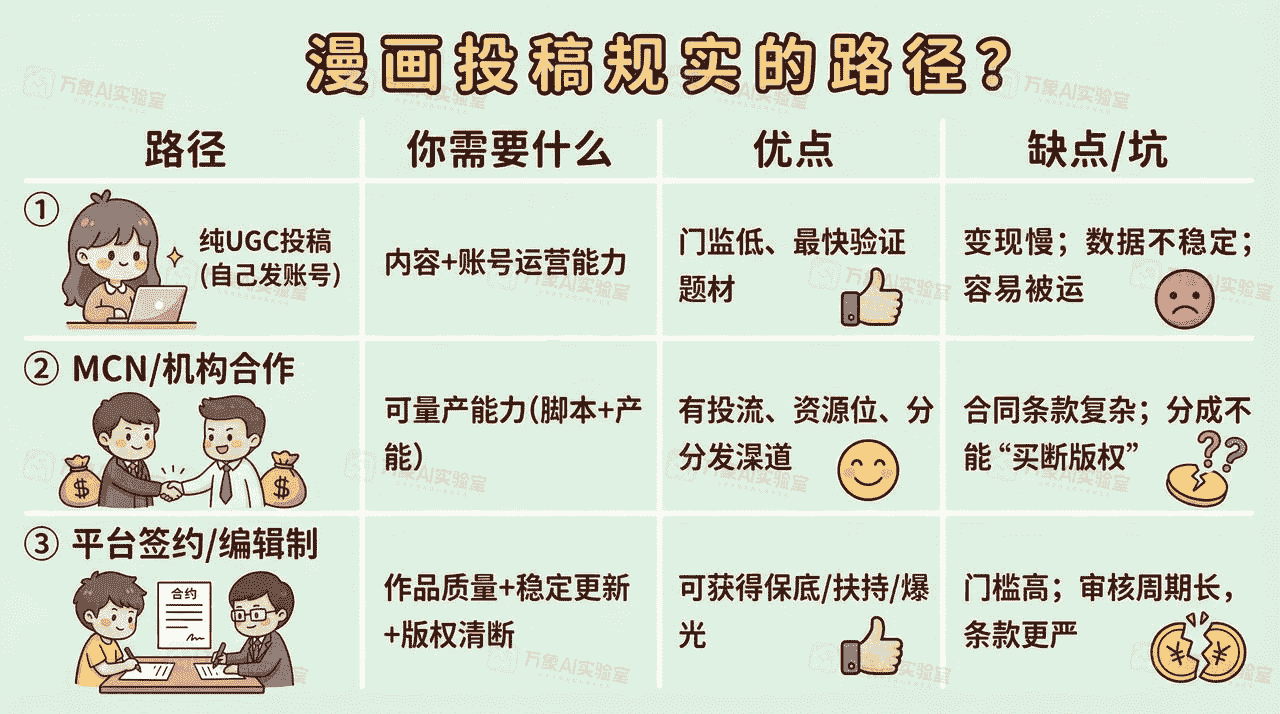 漫画投稿规实的路径？
路径
你需要什么
优点
缺点/坑
①
纯UGC投稿
(自己发账号)
内容+账号运营能力
门监低、最快验证
题材
变现慢；数据不稳定；
容易被运
② MCN/机构合作
$
$
可量产能力(脚本+产
能)
有投流、资源位、分
分发渠道
合同条款复杂；分成不
能“买断版权”
??
③ 平台签约/编辑制
合约
作品质量+稳定更新
+版权清断
可获得保底/扶持/爆
光
门槛高；审核周期长，
条款更严
¥
¥
万象AI实验室